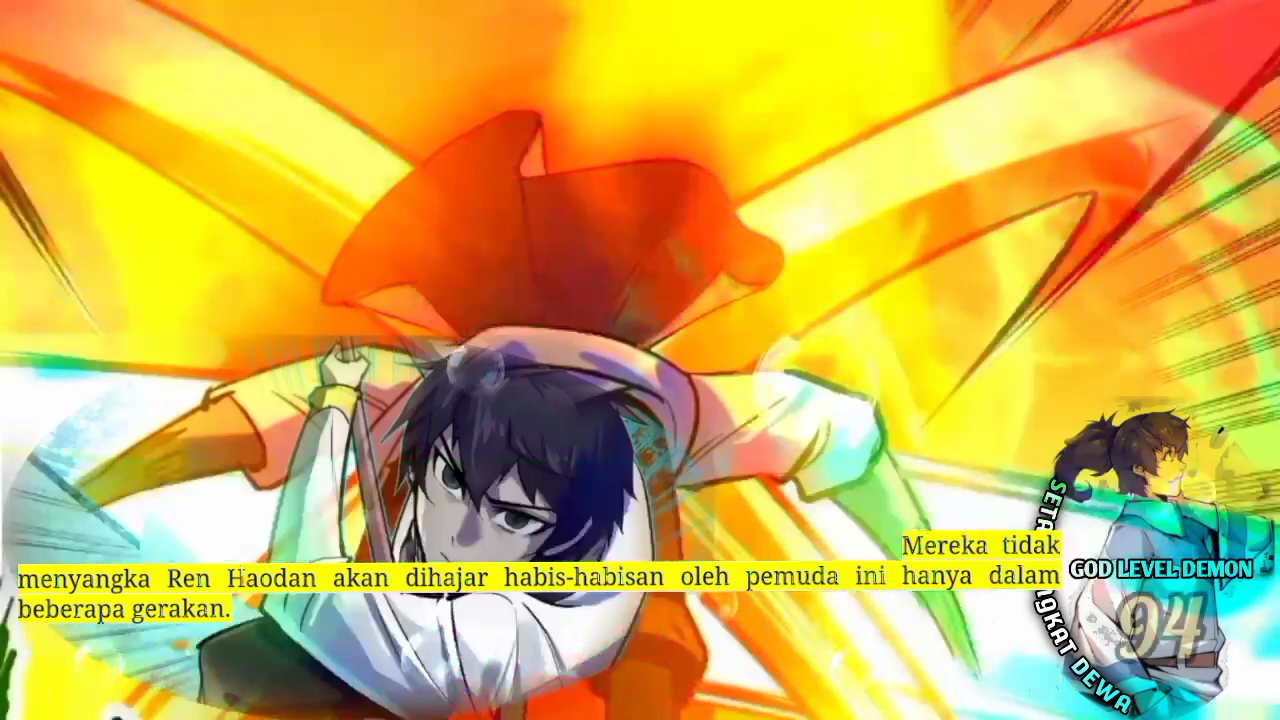 Mereka tidak
menyangka Ren Haodan akan dihajar habis-habisan oleh pemuda ini hanya dalam
beberapa gerakan.
GOD LEVEL DEMON
94
DEWA